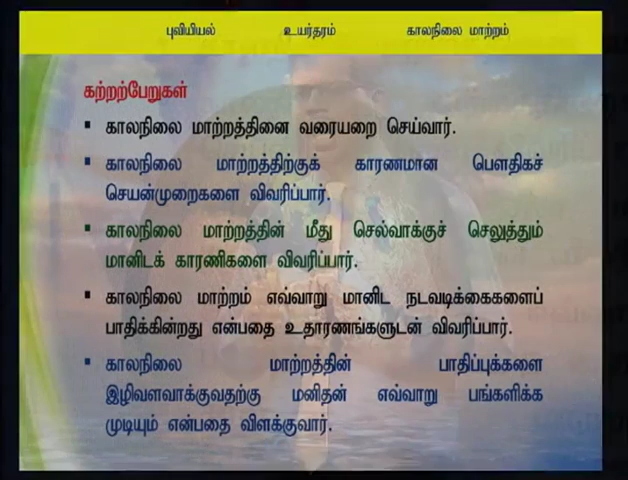 புவியியல் உயர்தரம் காலநிலை மாற்றம்
கற்றற்பேறுகள்
▪ காலநிலை மாற்றத்தினை வரையறை செய்வார்.
▪ காலநிலை மாற்றத்திற்குக் காரணமான பௌதிகச்
செயன்முறைகளை விவரிப்பார்.
▪ காலநிலை மாற்றத்தின் மீது செல்வாக்குச் செலுத்தும்
மானிடக் காரணிகளை விவரிப்பார்.
▪ காலநிலை மாற்றம் எவ்வாறு மானிட நடவடிக்கைகளைப்
பாதிக்கின்றது என்பதை உதாரணங்களுடன் விவரிப்பார்.
▪ காலநிலை மாற்றத்தின் பாதிப்புக்களை
இழிவளவாக்குவதற்கு மனிதன் எவ்வாறு பங்களிக்க
முடியும் என்பதை விளக்குவார்.